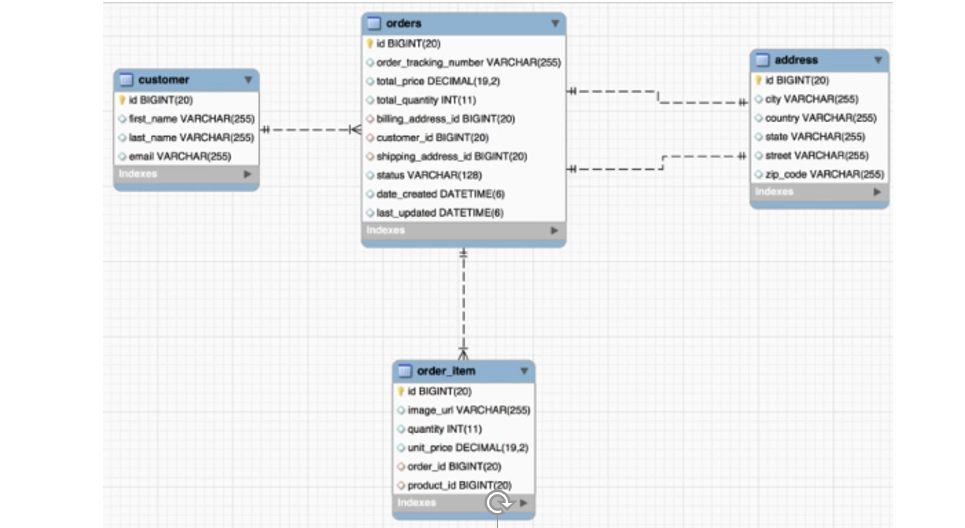 customer
id BIGINT(20)
first_name VARCHAR(255)
last_name VARCHAR(255)
email VARCHAR(255)
Indexes
orders
id BIGINT(20)
order_tracking_number VARCHAR(255)
total_price DECIMAL(19,2)
total_quantity INT(11)
billing_address_id BIGINT(20)
customer_id BIGINT(20)
shipping_address_id BIGINT(20)
status VARCHAR(128)
date_created DATETIME(6)
last_updated DATETIME(6)
Indexes
address
id BIGINT(20)
city VARCHAR(255)
country VARCHAR(255)
state VARCHAR(255)
street VARCHAR(255)
zip_code VARCHAR(255)
Indexes
order_item
id BIGINT(20)
image_url VARCHAR(255)
quantity INT(11)
unit_price DECIMAL(19,2)
order_id BIGINT(20)
product_id BIGINT(20)
Indexes